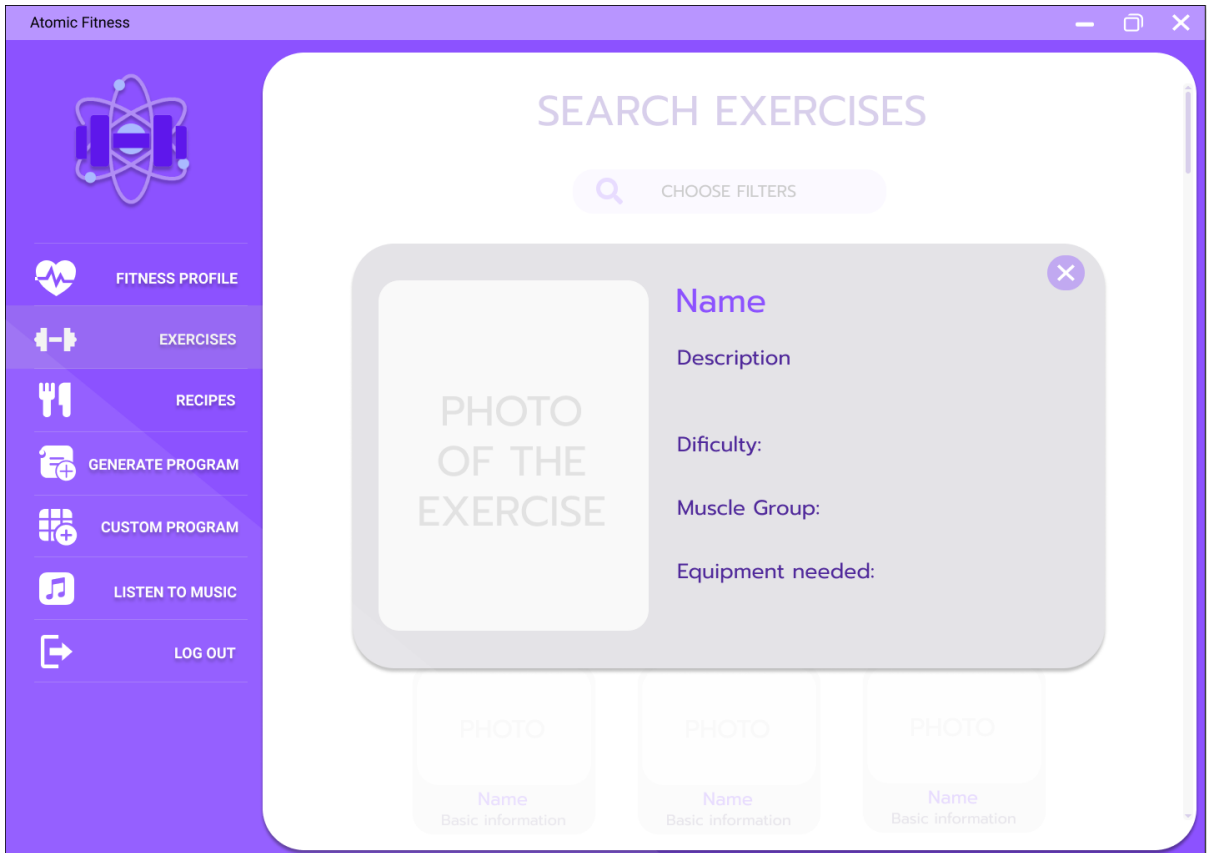 Atomic Fitness
SEARCH EXERCISES
CHOOSE FILTERS
FITNESS PROFILE
EXERCISES
RECIPES
GENERATE PROGRAM
CUSTOM PROGRAM
LISTEN TO MUSIC
LOG OUT
PHOTO
OF THE
EXERCISE
Name
Description
Dificulty:
Muscle Group:
Equipment needed:
PHOTO
Name
Basic information
PHOTO
Name
Basic information
PHOTO
Name
Basic information